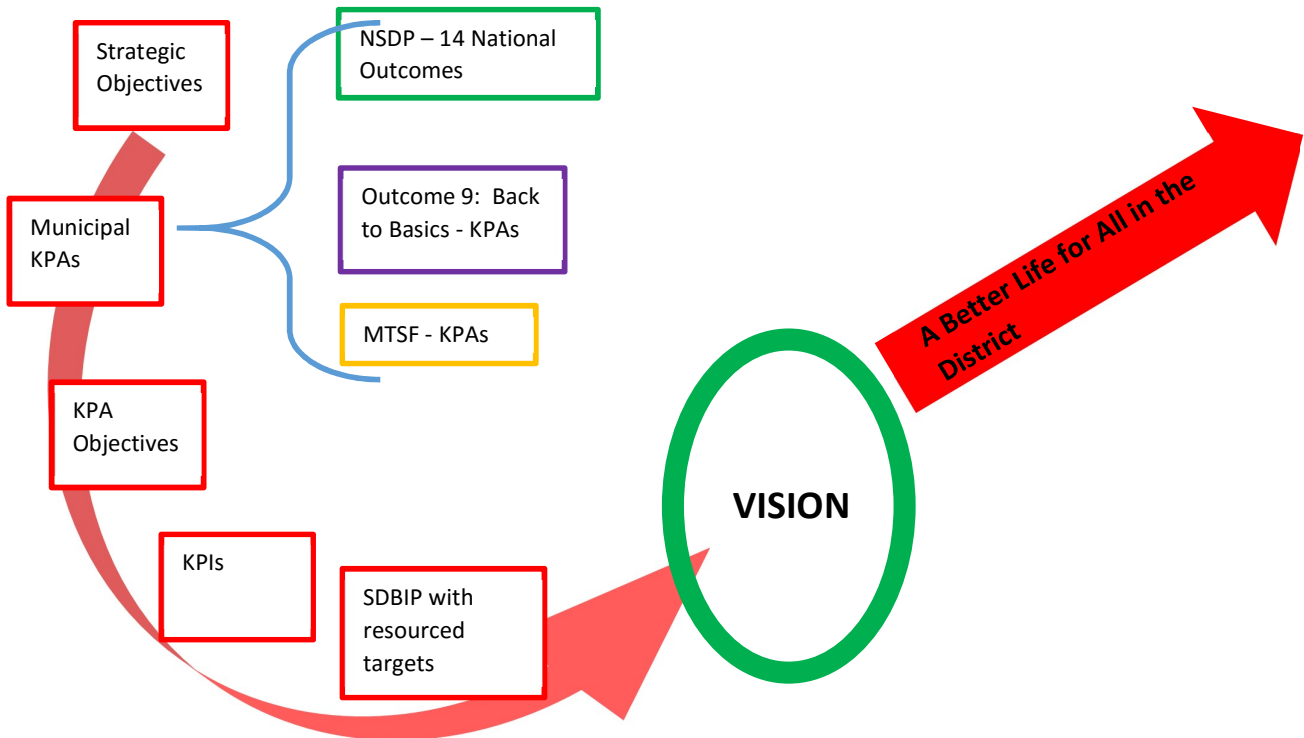 Strategic
Objectives
NSDP – 14 National
Outcomes
Municipal
KPAs
Outcome 9:  Back
to Basics - KPAs
MTSF - KPAs
KPA
Objectives
KPIs
SDBIP with
resourced
targets
VISION
A Better Life for All in the
District